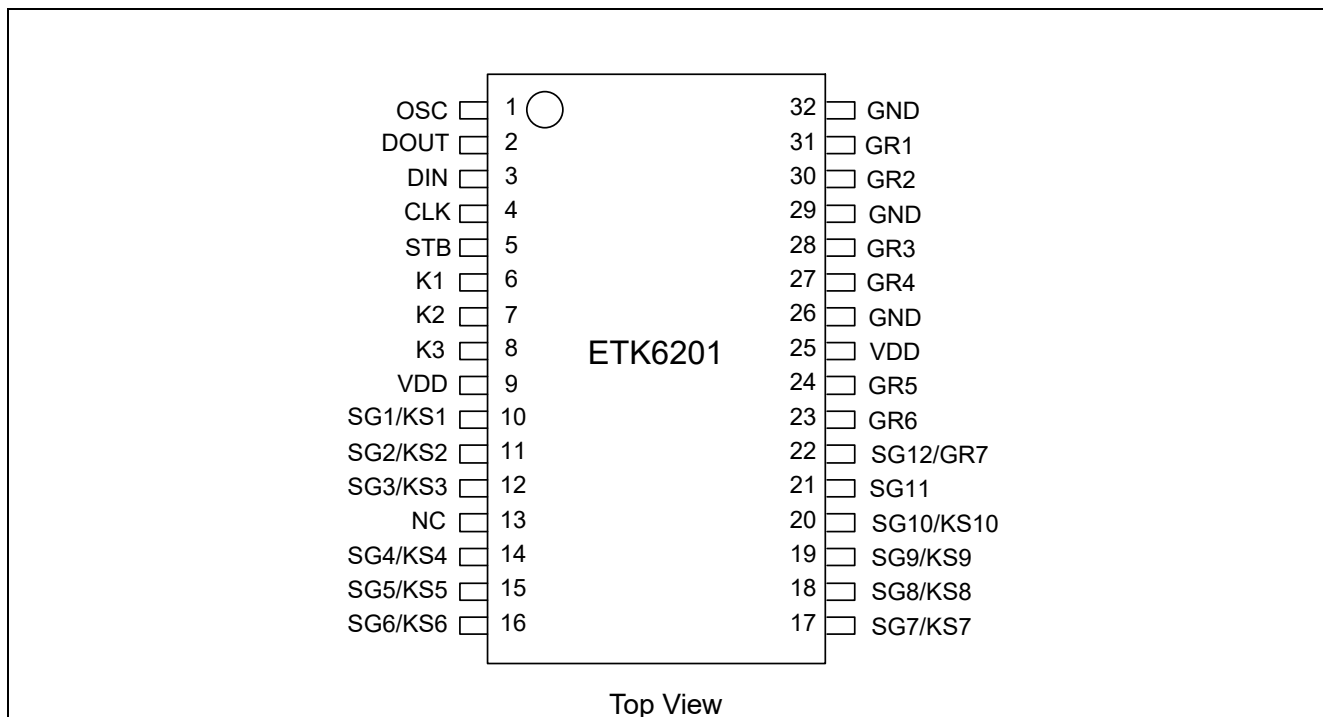 OSC 1 32 GND
DOUT 2 31 GR1
DIN 3 30 GR2
CLK 4 29 GND
STB 5 28 GR3
K1 6 27 GR4
K2 7 26 GND
K3 8 ETK6201 25 VDD
VDD 9 24 GR5
SG1/KS1 10 23 GR6
SG2/KS2 11 22 SG12/GR7
SG3/KS3 12 21 SG11
NC 13 20 SG10/KS10
SG4/KS4 14 19 SG9/KS9
SG5/KS5 15 18 SG8/KS8
SG6/KS6 16 17 SG7/KS7
Top View